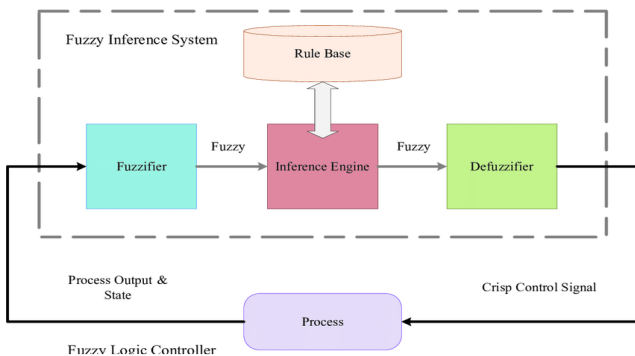 Fuzzy Inference System
Rule Base
Fuzzifier
Fuzzy
Inference Engine
Fuzzy
Defuzzifier
Process Output &
State
Crisp Control Signal
Process
Fuzzy Logic Controller